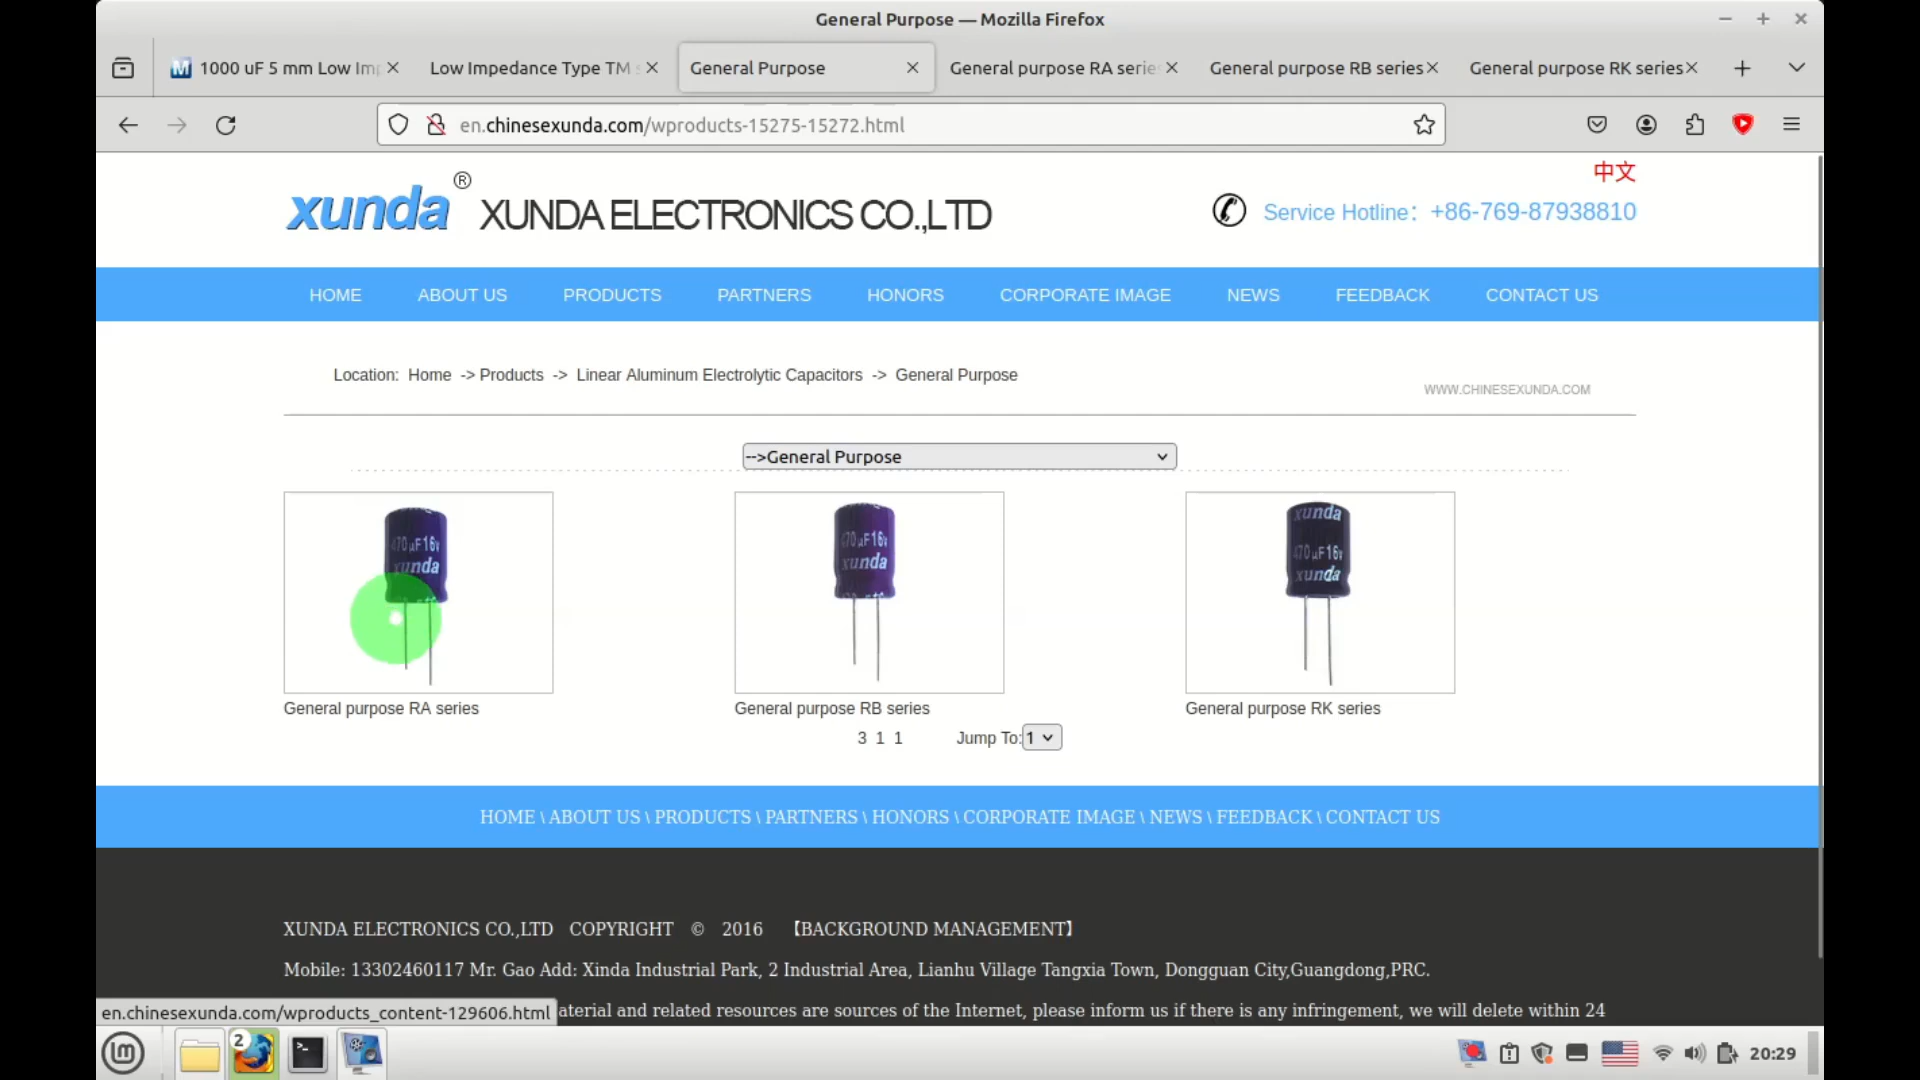 General Purpose — Mozilla Firefox
1000 uF 5 mm Low Im
Low Impedance Type TM
General Purpose
General purpose RA serie
General purpose RB series
General purpose RK series
en.chinesexunda.com/wproducts-15275-15272.html
中文
xunda ® XUNDA ELECTRONICS CO.,LTD
Service Hotline：+86-769-87938810
HOME ABOUT US PRODUCTS PARTNERS HONORS CORPORATE IMAGE NEWS FEEDBACK CONTACT US
Location: Home -> Products -> Linear Aluminum Electrolytic Capacitors -> General Purpose
WWW.CHINESEXUNDA.COM
-->General Purpose
470µF16v
xunda
470µF16v
xunda
xunda
470µF16v
xunda
General purpose RA series
General purpose RB series
General purpose RK series
3 1 1 Jump To: 1
HOME \ ABOUT US \ PRODUCTS \ PARTNERS \ HONORS \ CORPORATE IMAGE \ NEWS \ FEEDBACK \ CONTACT US
XUNDA ELECTRONICS CO.,LTD COPYRIGHT © 2016 【BACKGROUND MANAGEMENT】
Mobile: 13302460117 Mr. Gao Add: Xinda Industrial Park, 2 Industrial Area, Lianhu Village Tangxia Town, Dongguan City,Guangdong,PRC.
en.chinesexunda.com/wproducts_content-129606.html
aterial and related resources are sources of the Internet, please inform us if there is any infringement, we will delete within 24
2
20:29